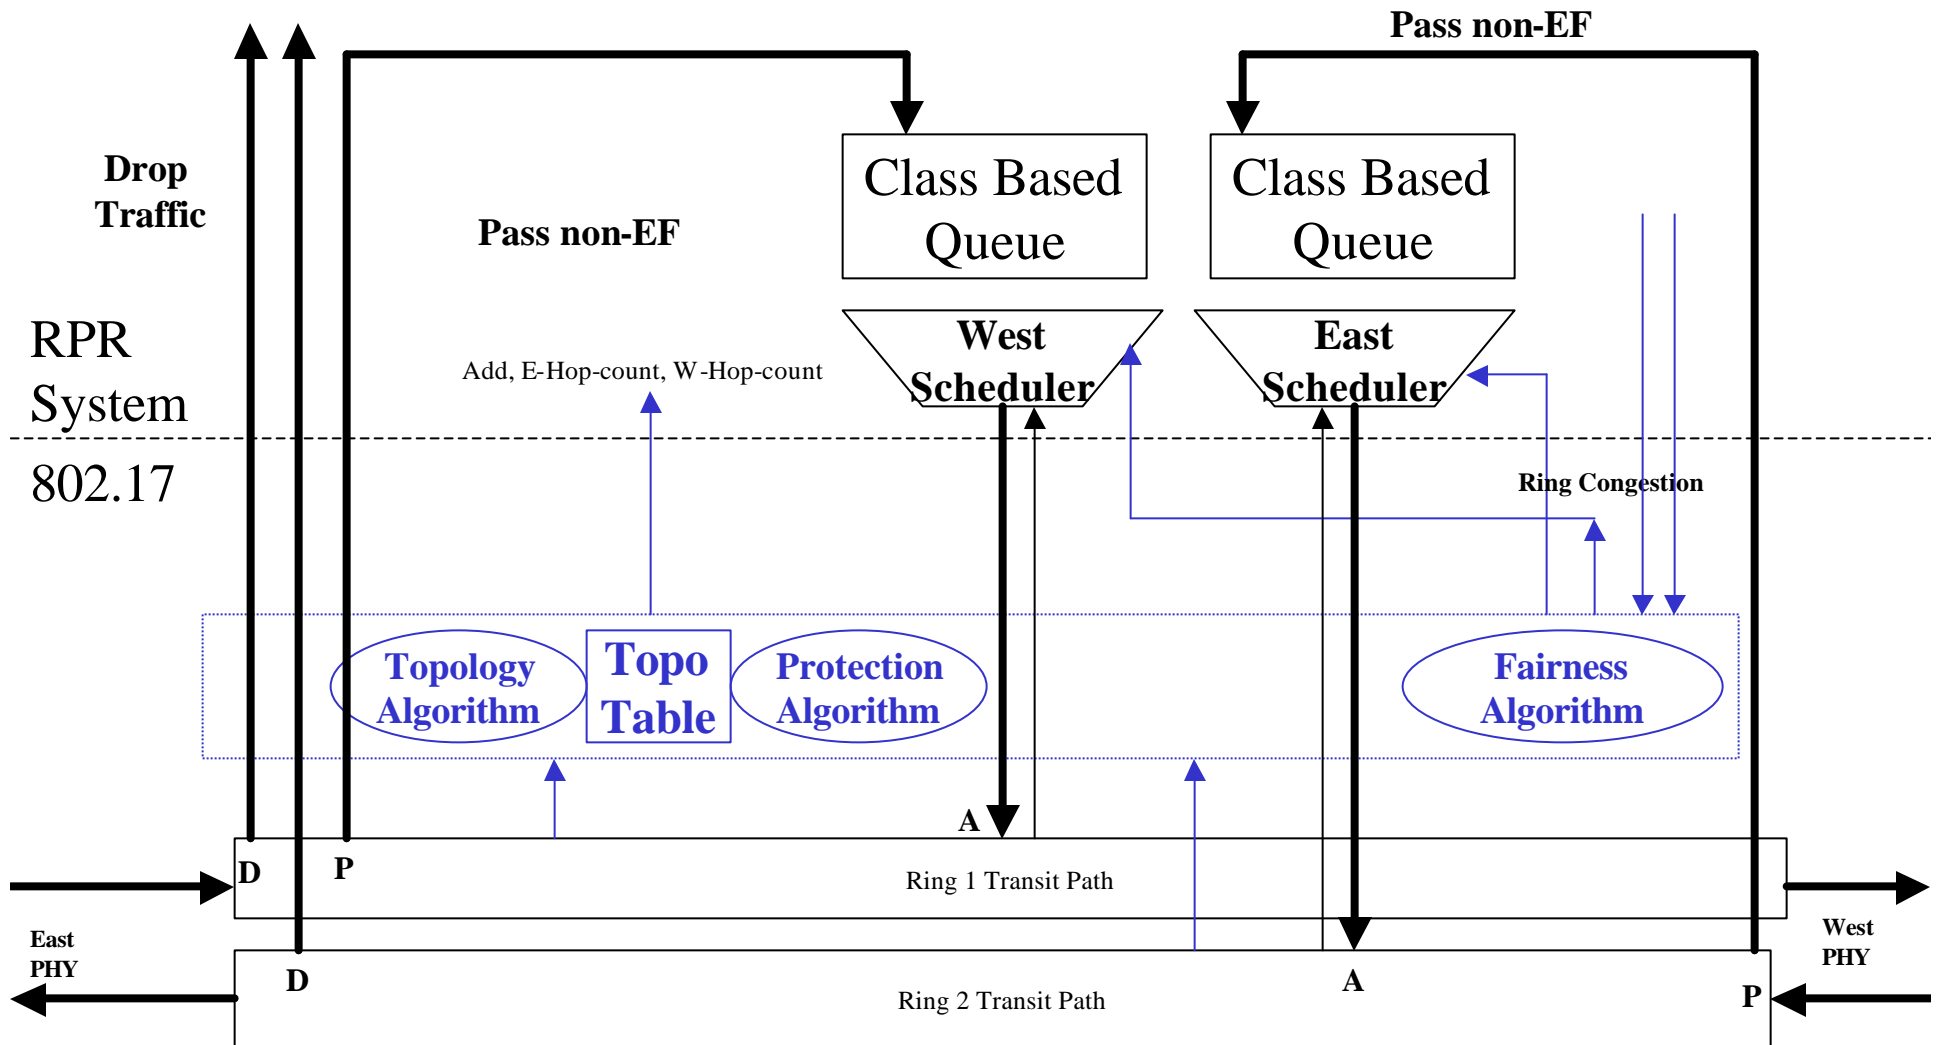 Pass non-EF
Drop
Traffic
Class Based
Queue
Class Based
Queue
Pass non-EF
RPR
System
West
Scheduler
East
Scheduler
Add, E-Hop-count, W-Hop-count
802.17
Ring Congestion
Topology
Algorithm
Topo
Table
Protection
Algorithm
Fairness
Algorithm
A
D
P
Ring 1 Transit Path
East
PHY
West
PHY
D
A
P
Ring 2 Transit Path